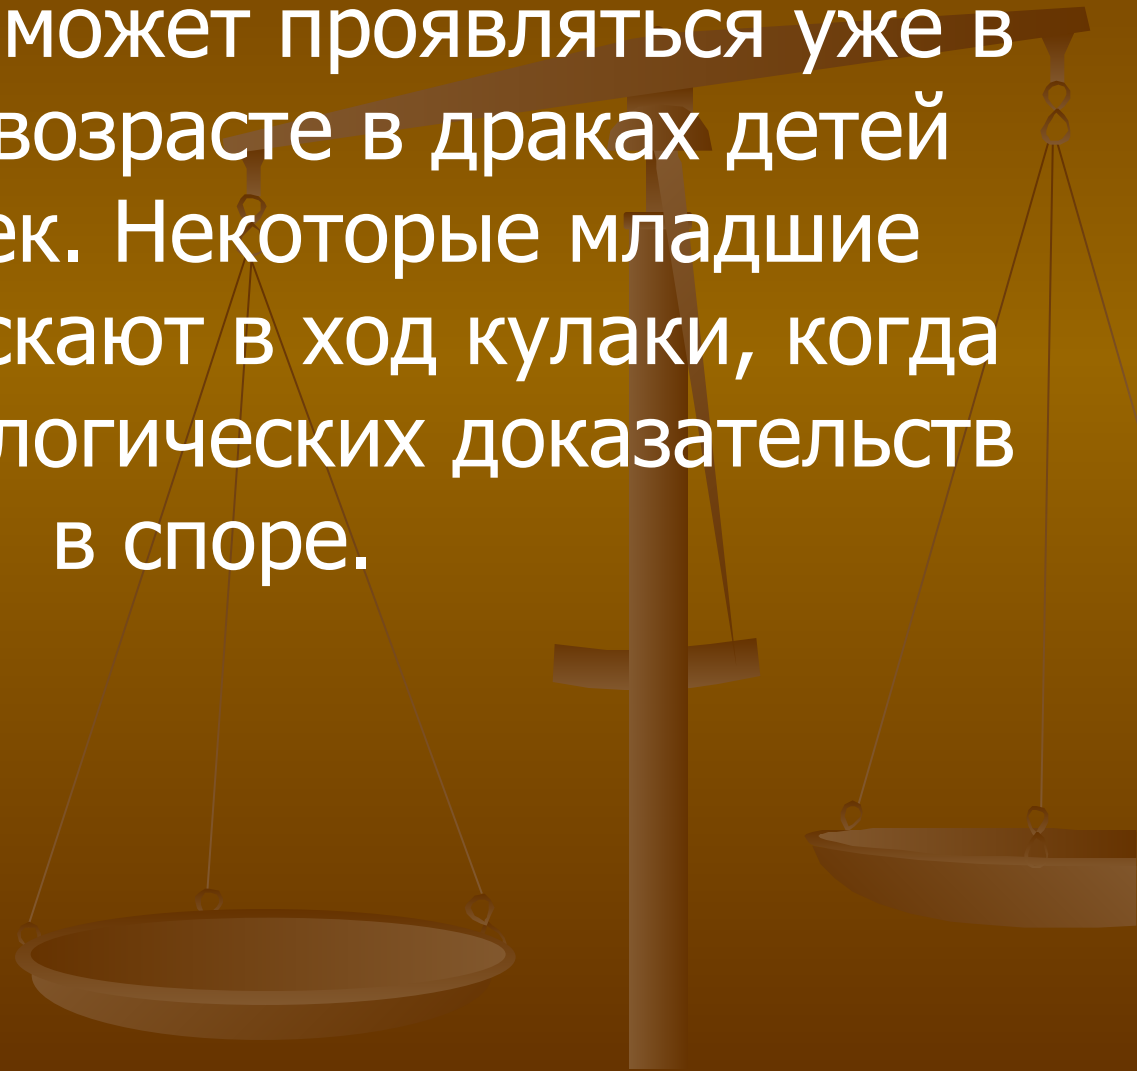 может проявляться уже в
возрасте в драках детей
ек. Некоторые младшие
скают в ход кулаки, когда
логических доказательств
в споре.